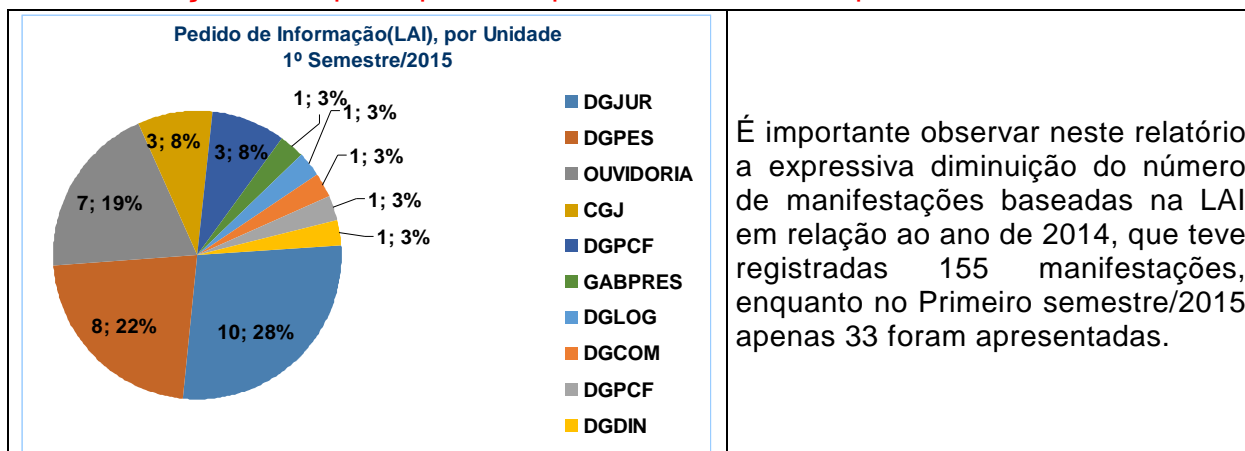 Pedido de Informação(LAI), por Unidade
1º Semestre/2015
1; 3%
1; 3%
1; 3%
1; 3%
1; 3%
3; 8%
3; 8%
7; 19%
8; 22%
10; 28%
DGJUR
DGPES
OUVIDORIA
CGJ
DGPCF
GABPRES
DGLOG
DGCOM
DGPCF
DGDIN
É importante observar neste relatório
a expressiva diminuição do número
de manifestações baseadas na LAI
em relação ao ano de 2014, que teve
registradas 155 manifestações,
enquanto no Primeiro semestre/2015
apenas 33 foram apresentadas.